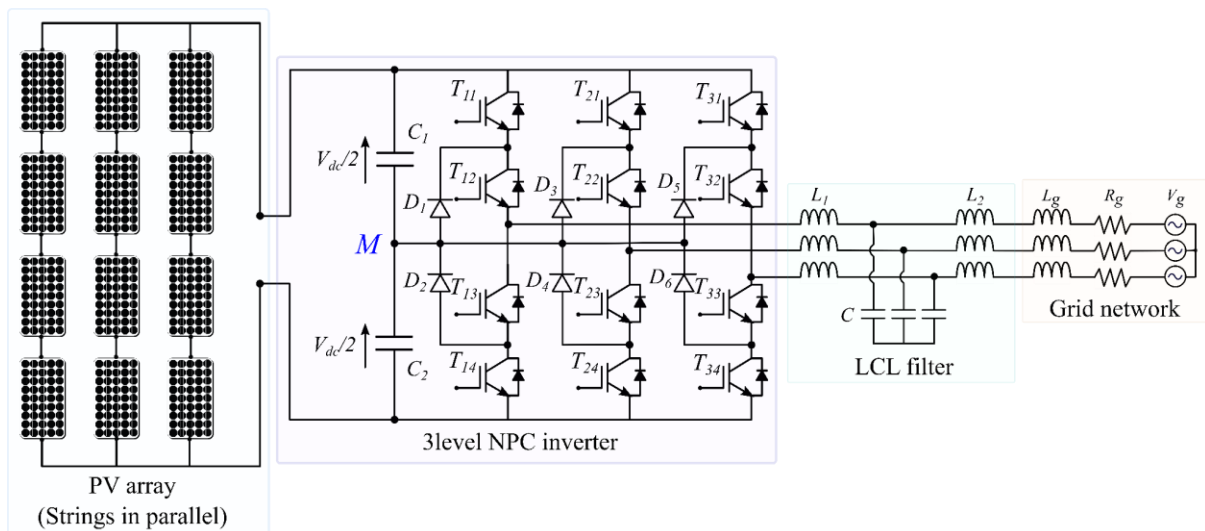 T11
T21
T31
C1
Vdc/2
T12
D3
T22
D5
T32
D1
L1
L2
Lg
Rg
Vg
M
D2
T13
D4
T23
D6
T33
C
Grid network
Vdc/2
C2
T14
T24
T34
LCL filter
3level NPC inverter
PV array
(Strings in parallel)